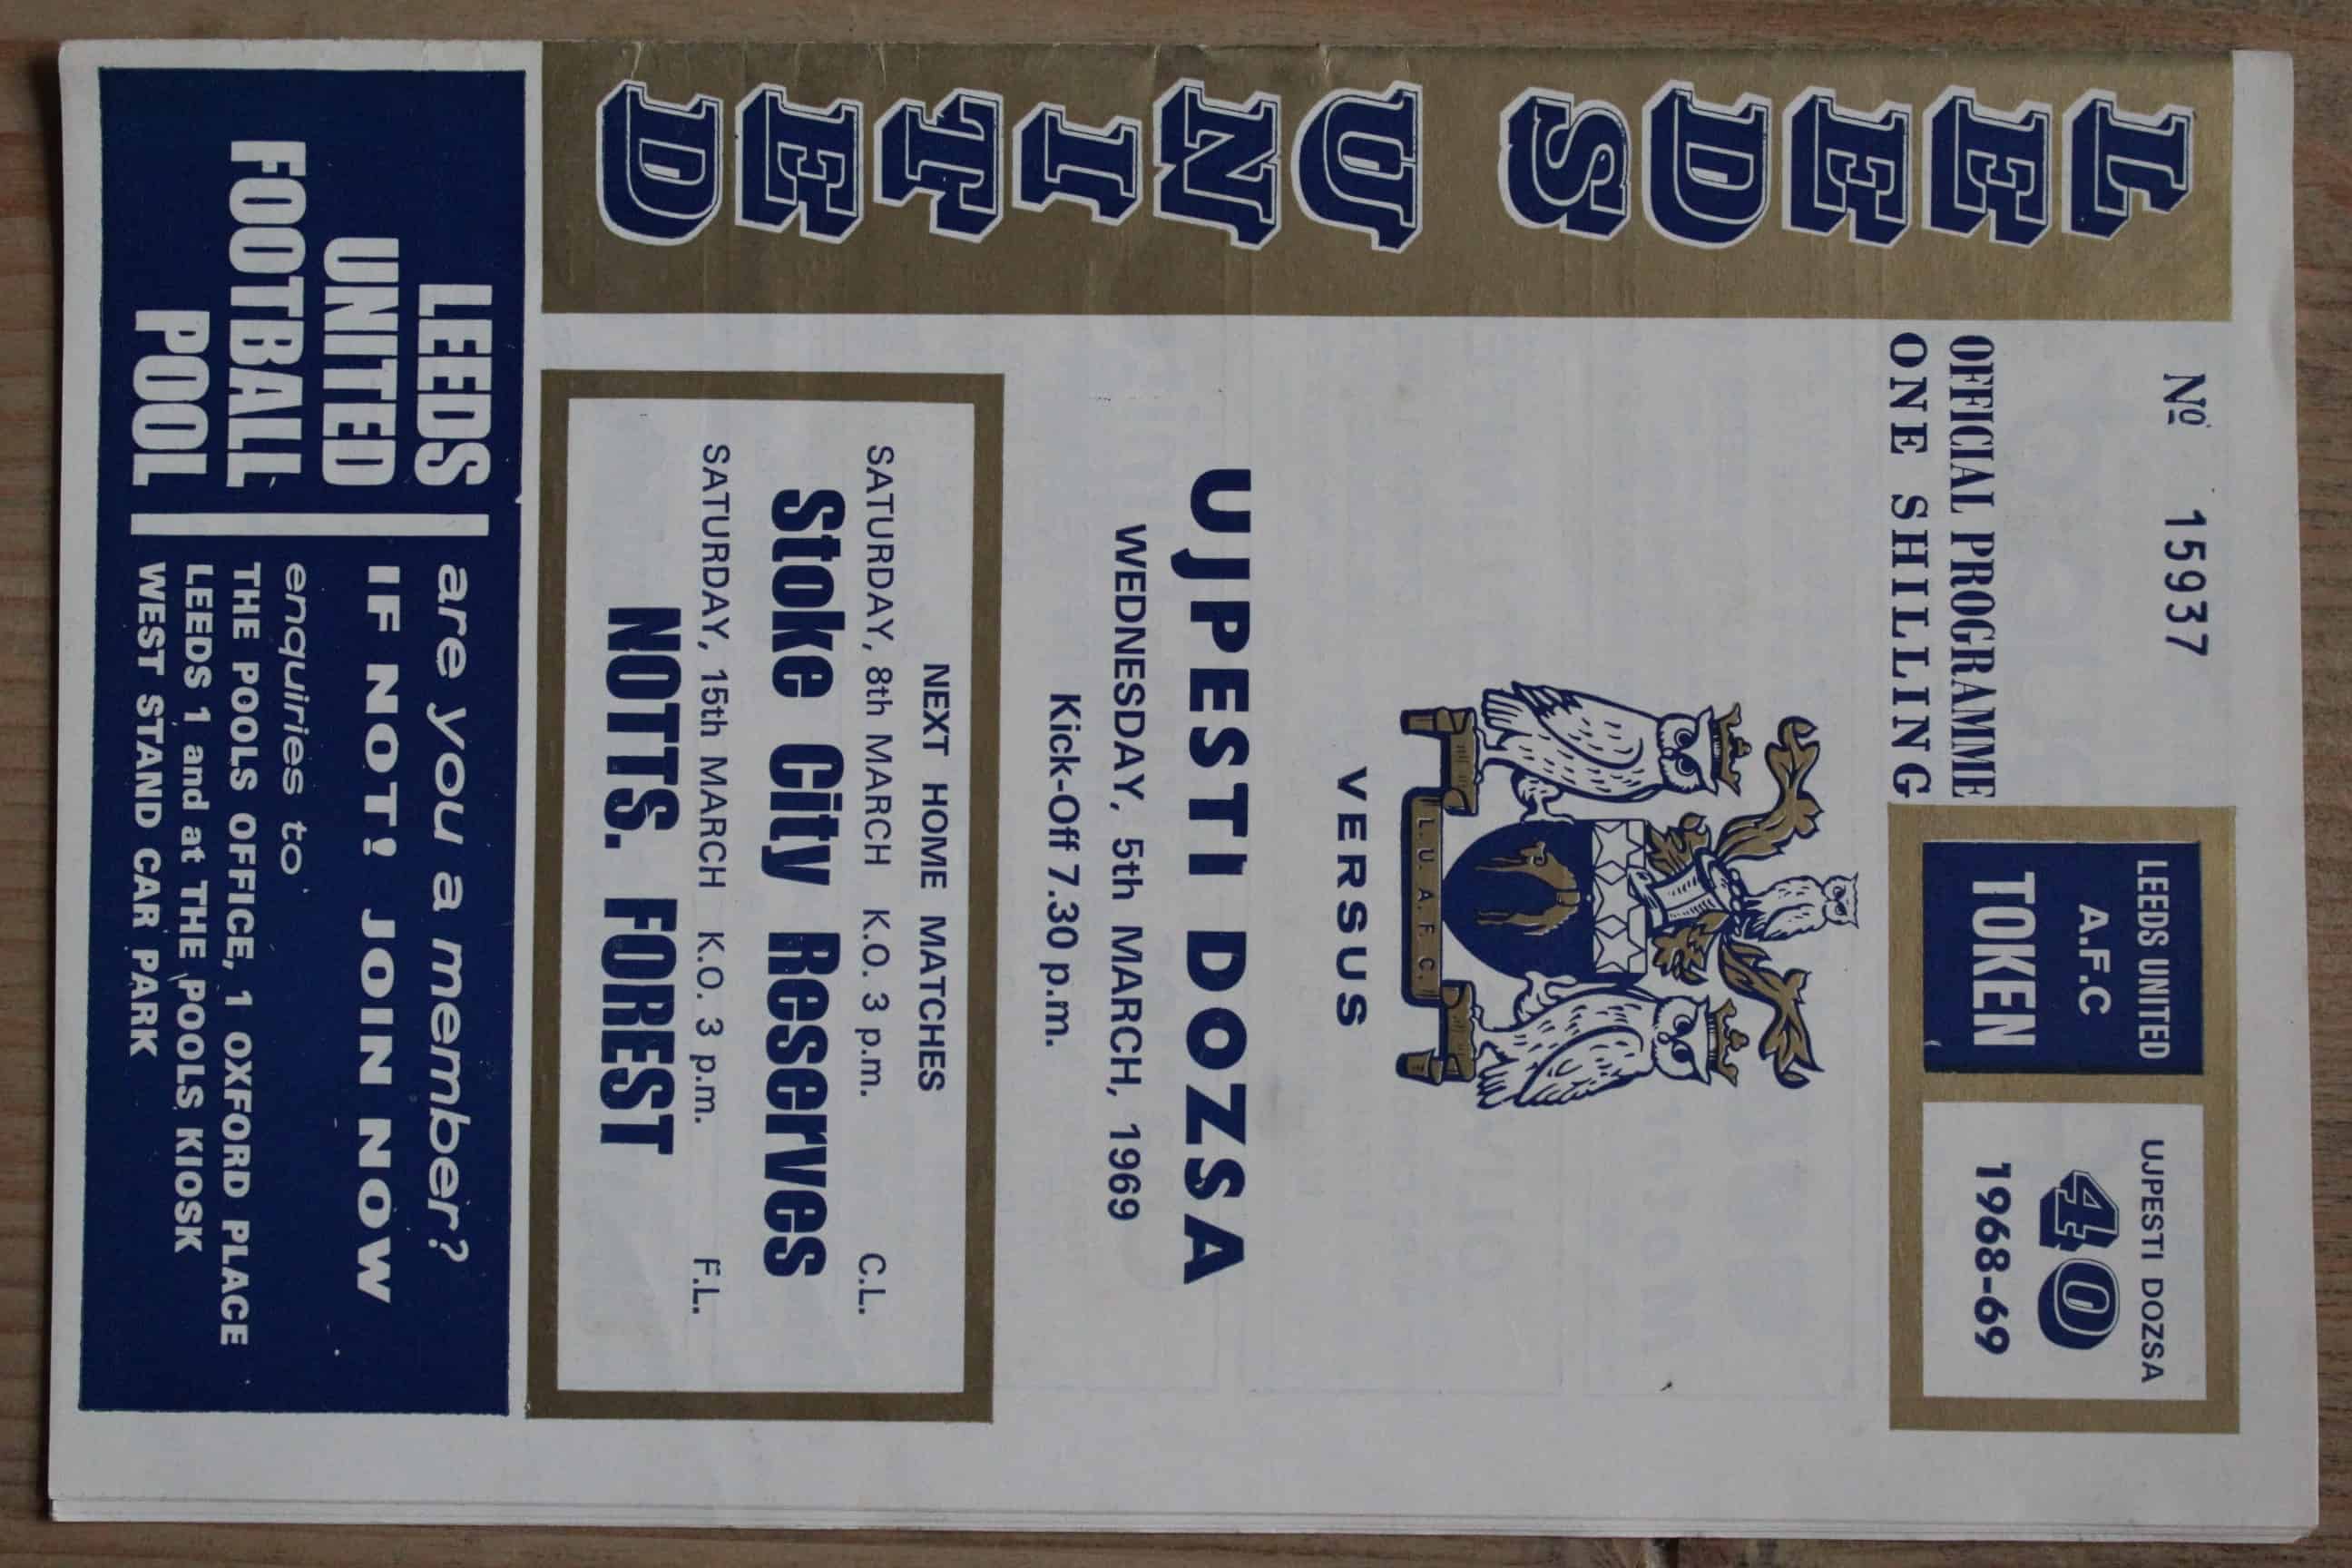 LEEDS UNITED
Nº 15937
OFFICIAL PROGRAMME
ONE SHILLING
LEEDS UNITED
A.F.C
TOKEN
UJPESTI DOZSA
40
1968-69
L. U. A. F. C.
VERSUS
UJPESTI DOZSA
WEDNESDAY, 5th MARCH, 1969
Kick-Off 7.30 p.m.
NEXT HOME MATCHES
SATURDAY, 8th MARCH K.O. 3 p.m. C.L.
Stoke City Reserves
SATURDAY, 15th MARCH K.O. 3 p.m. F.L.
NOTTS. FOREST
LEEDS
UNITED
FOOTBALL
POOL
are you a member?
IF NOT! JOIN NOW
enquiries to
THE POOLS OFFICE, 1 OXFORD PLACE
LEEDS 1 and at THE POOLS KIOSK
WEST STAND CAR PARK